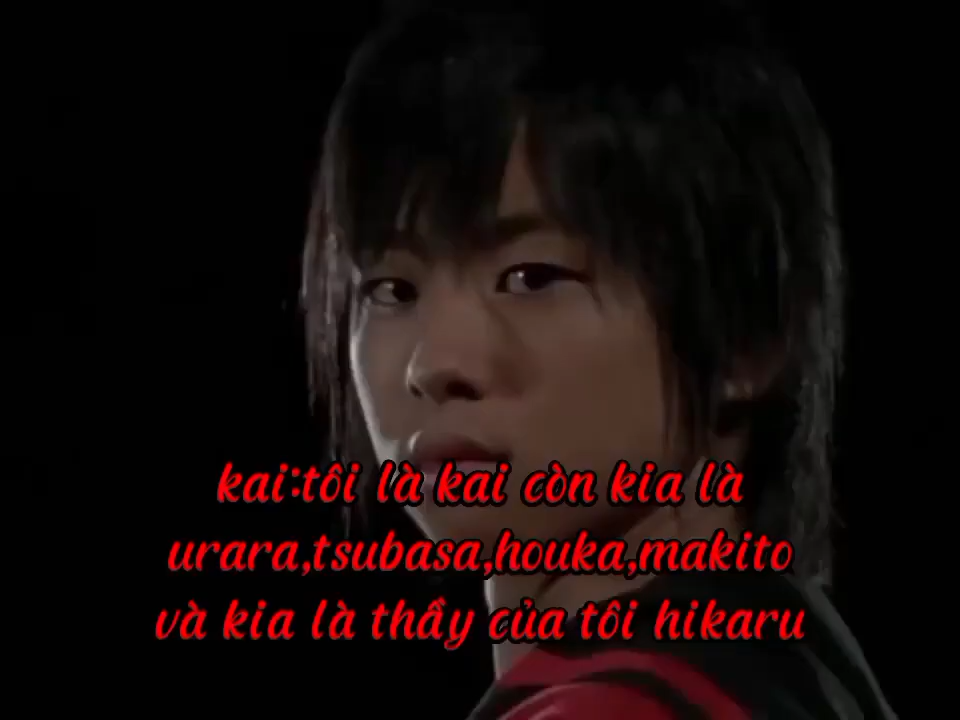 kai:tôi là kai còn kia là
urara,tsubasa,houka,makito
và kia là thầy của tôi hikaru